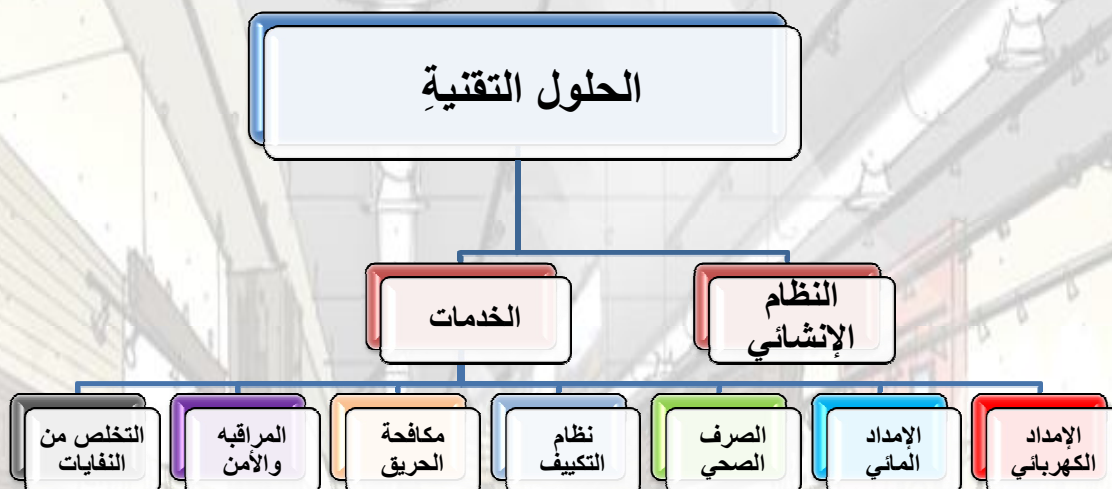 الحلول التقنيةِ
النظام
الإنشائي
الخدمات
الإمداد
الكهربائي
الإمداد
المائي
الصرف
الصحي
نظام
التكييف
مكافحة
الحريق
المراقبه
والأمن
التخلص من
النفايات